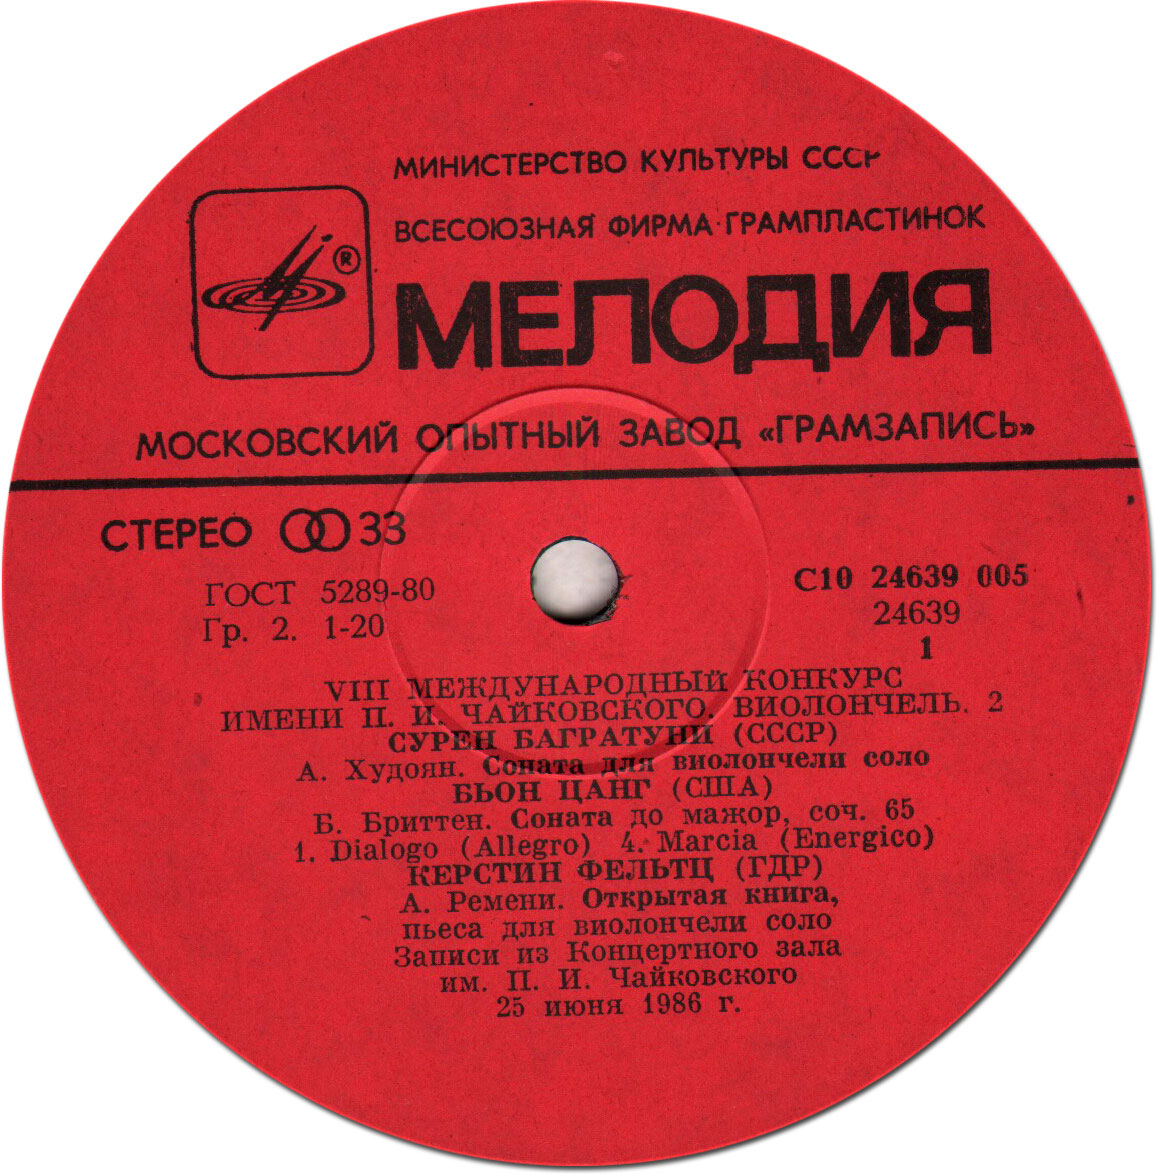 МИНИСТЕРСТВО КУЛЬТУРЫ СССР
ВСЕСОЮЗНАЯ ФИРМА ГРАМПЛАСТИНОК
®
МЕЛОДИЯ
МОСКОВСКИЙ ОПЫТНЫЙ ЗАВОД «ГРАМЗАПИСЬ»
СТЕРЕО 33
ГОСТ 5289-80
Гр. 2. 1-20
С10 24639 005
24639
1
VIII МЕЖДУНАРОДНЫЙ КОНКУРС
ИМЕНИ П. И. ЧАЙКОВСКОГО. ВИОЛОНЧЕЛЬ. 2
СУРЕН БАГРАТУНИ (СССР)
А. Худоян. Соната для виолончели соло
БЬОН ЦАНГ (США)
Б. Бриттен. Соната до мажор, соч. 65
1. Dialogo (Allegro) 4. Marcia (Energico)
КЕРСТИН ФЕЛЬТЦ (ГДР)
А. Ремени. Открытая книга,
пьеса для виолончели соло
Записи из Концертного зала
им. П. И. Чайковского
25 июня 1986 г.